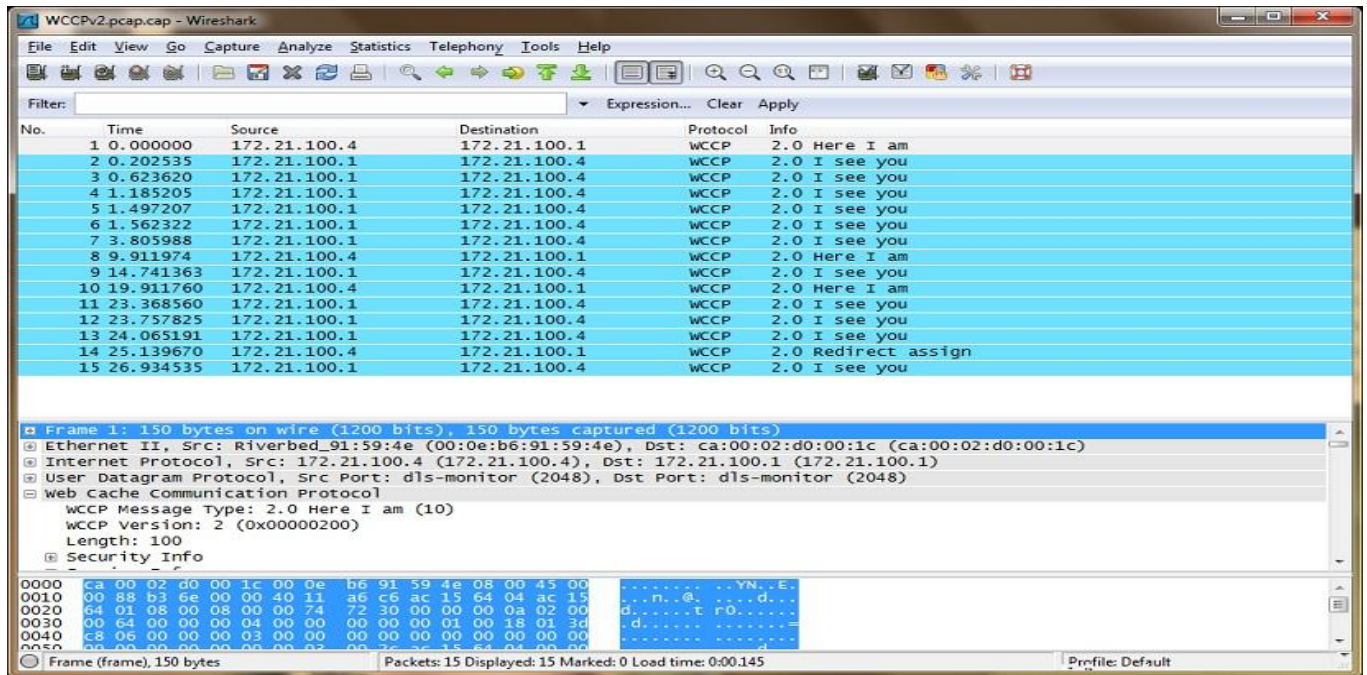 WCCPv2.pcap.cap - Wireshark
File Edit View Go Capture Analyze Statistics Telephony Tools Help
Filter: Expression... Clear Apply
No. Time Source Destination Protocol Info
1 0.000000 172.21.100.4 172.21.100.1 WCCP 2.0 Here I am
2 0.202535 172.21.100.1 172.21.100.4 WCCP 2.0 I see you
3 0.623620 172.21.100.1 172.21.100.4 WCCP 2.0 I see you
4 1.185205 172.21.100.1 172.21.100.4 WCCP 2.0 I see you
5 1.497207 172.21.100.1 172.21.100.4 WCCP 2.0 I see you
6 1.562322 172.21.100.1 172.21.100.4 WCCP 2.0 I see you
7 3.805988 172.21.100.1 172.21.100.4 WCCP 2.0 I see you
8 9.911974 172.21.100.4 172.21.100.1 WCCP 2.0 Here I am
9 14.741363 172.21.100.1 172.21.100.4 WCCP 2.0 I see you
10 19.911760 172.21.100.4 172.21.100.1 WCCP 2.0 Here I am
11 23.368560 172.21.100.1 172.21.100.4 WCCP 2.0 I see you
12 23.757825 172.21.100.1 172.21.100.4 WCCP 2.0 I see you
13 24.065191 172.21.100.1 172.21.100.4 WCCP 2.0 I see you
14 25.139670 172.21.100.4 172.21.100.1 WCCP 2.0 Redirect assign
15 26.934535 172.21.100.1 172.21.100.4 WCCP 2.0 I see you
Frame 1: 150 bytes on wire (1200 bits), 150 bytes captured (1200 bits)
Ethernet II, Src: Riverbed_91:59:4e (00:0e:b6:91:59:4e), Dst: ca:00:02:d0:00:1c (ca:00:02:d0:00:1c)
Internet Protocol, Src: 172.21.100.4 (172.21.100.4), Dst: 172.21.100.1 (172.21.100.1)
User Datagram Protocol, Src Port: dls-monitor (2048), Dst Port: dls-monitor (2048)
Web Cache Communication Protocol
WCCP Message Type: 2.0 Here I am (10)
WCCP Version: 2 (0x00000200)
Length: 100
Security Info
0000 ca 00 02 d0 00 1c 00 0e b6 91 59 4e 08 00 45 00 ........ ..YN..E.
0010 00 88 b3 6e 00 00 40 11 a6 c6 ac 15 64 04 ac 15 ...n..@. ....d...
0020 64 01 08 00 08 00 00 74 72 30 00 00 00 0a 02 00 d......t r0......
0030 00 64 00 00 00 04 00 00 00 00 00 01 00 18 01 3d .d...... .......=
0040 c8 06 00 00 00 03 00 00 00 00 00 00 00 00 00 00 ........ ........
Frame (frame), 150 bytes Packets: 15 Displayed: 15 Marked: 0 Load time: 0:00.145 Profile: Default